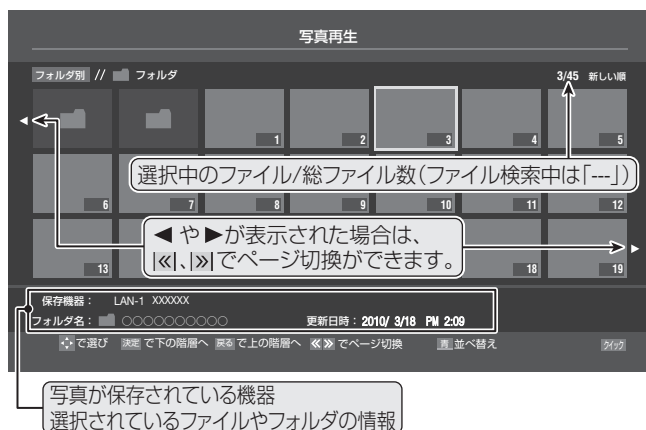 写真再生
フォルダ別 // フォルダ 3/45 新しい順
1 2 3 4 5
選択中のファイル/総ファイル数(ファイル検索中は「---」)
6 7 8 9 10 11 12
◀ や ▶が表示された場合は、
|≪|、|≫|でページ切換ができます。
13 18 19
保存機器： LAN-1 XXXXXX
フォルダ名： ○○○○○○○○○○ 更新日時：2010/ 3/18 PM 2:09
で選び 決定 で下の階層へ 戻る で上の階層へ ≪≫ でページ切換 青 並べ替え クイック
写真が保存されている機器
選択されているファイルやフォルダの情報